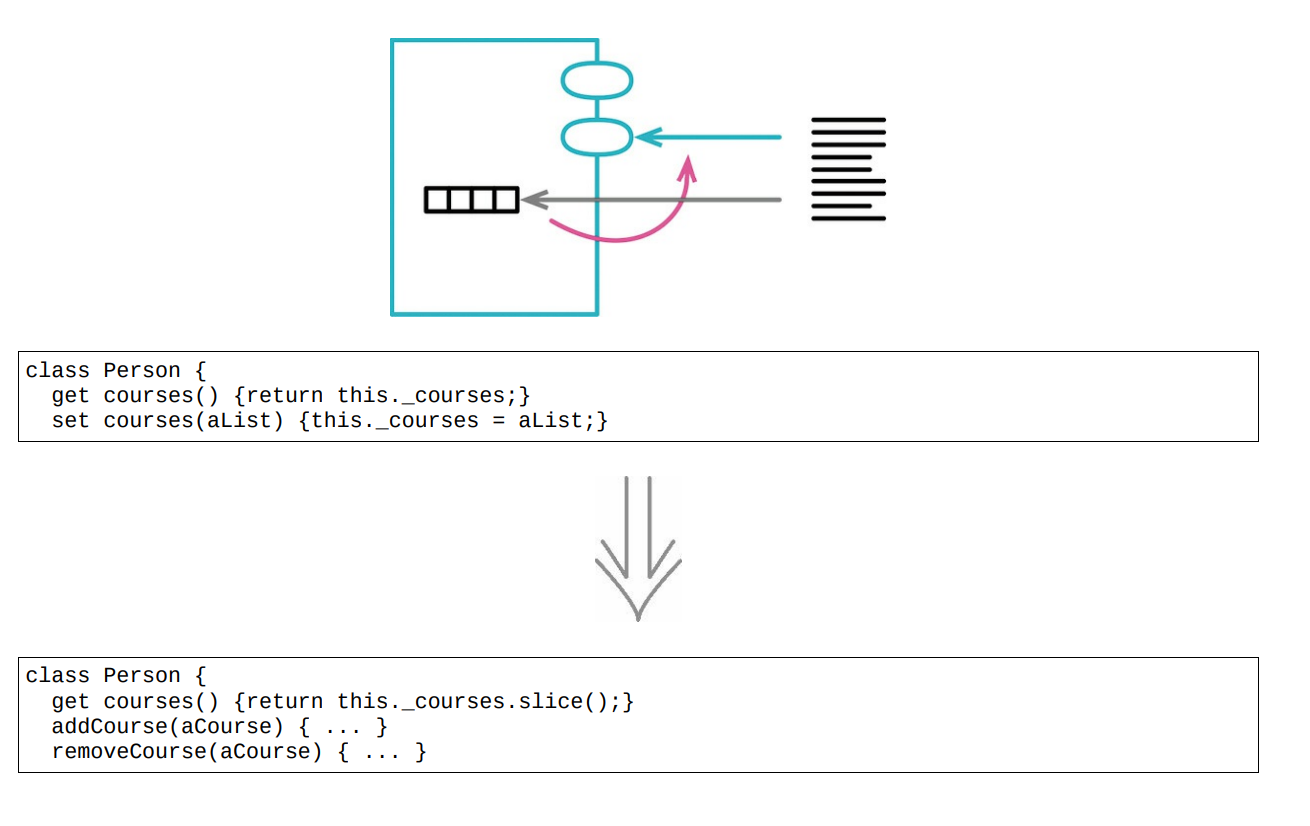 class Person {
  get courses() {return this._courses;}
  set courses(aList) {this._courses = aList;}
class Person {
  get courses() {return this._courses.slice();}
  addCourse(aCourse) { ... }
  removeCourse(aCourse) { ... }